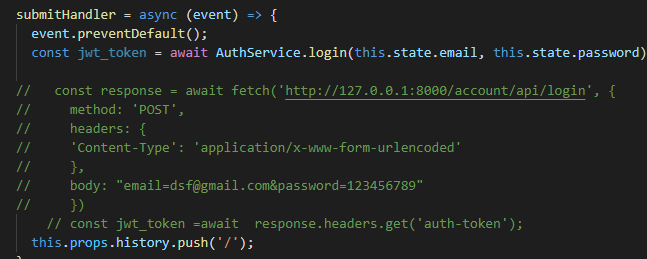 submitHandler = async (event) => {
event.preventDefault();
const jwt_token = await AuthService.login(this.state.email, this.state.password)
// const response = await fetch('http://127.0.0.1:8000/account/api/login', {
// method: 'POST',
// headers: {
// 'Content-Type': 'application/x-www-form-urlencoded'
// },
// body: "email=dsf@gmail.com&password=123456789"
// })
// const jwt_token =await response.headers.get('auth-token');
this.props.history.push('/');